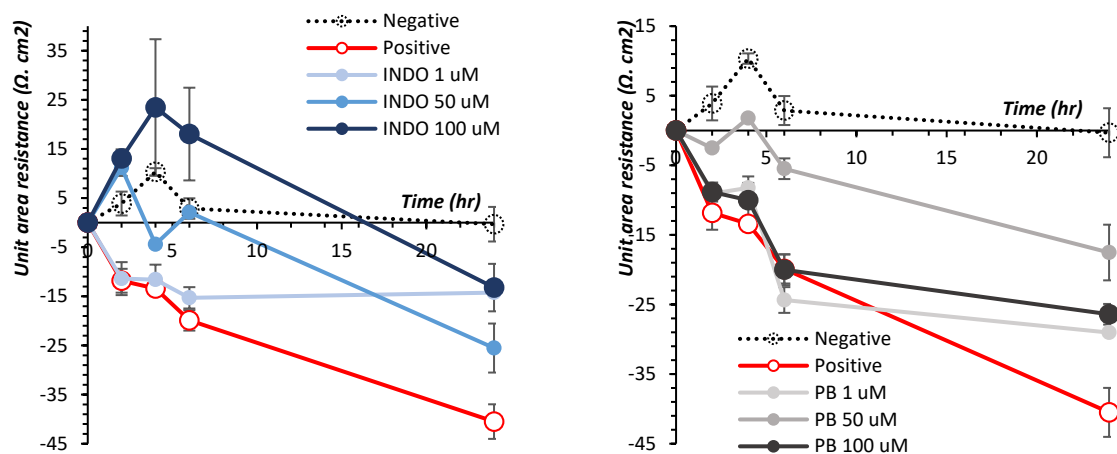 Unit area resistance (Ω. cm2)
35
25
15
5
-5
-15
-25
-35
-45
0
5
10
15
20
Time (hr)
Negative
Positive
INDO 1 uM
INDO 50 uM
INDO 100 uM
Unit area resistance (Ω. cm2)
15
5
-5
-15
-25
-35
-45
0
5
10
15
20
Time (hr)
Negative
Positive
PB 1 uM
PB 50 uM
PB 100 uM